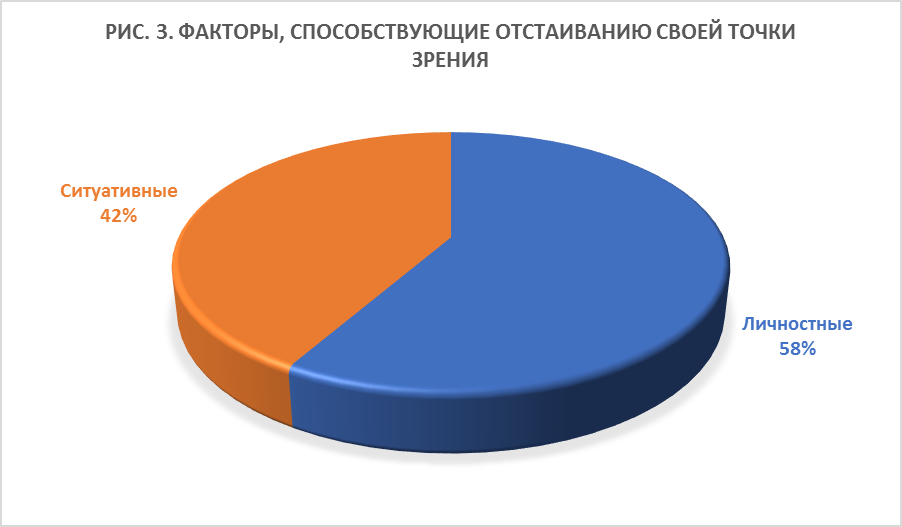 РИС. 3. ФАКТОРЫ, СПОСОБСТВУЮЩИЕ ОТСТАИВАНИЮ СВОЕЙ ТОЧКИ
ЗРЕНИЯ
Ситуативные
42%
Личностные
58%